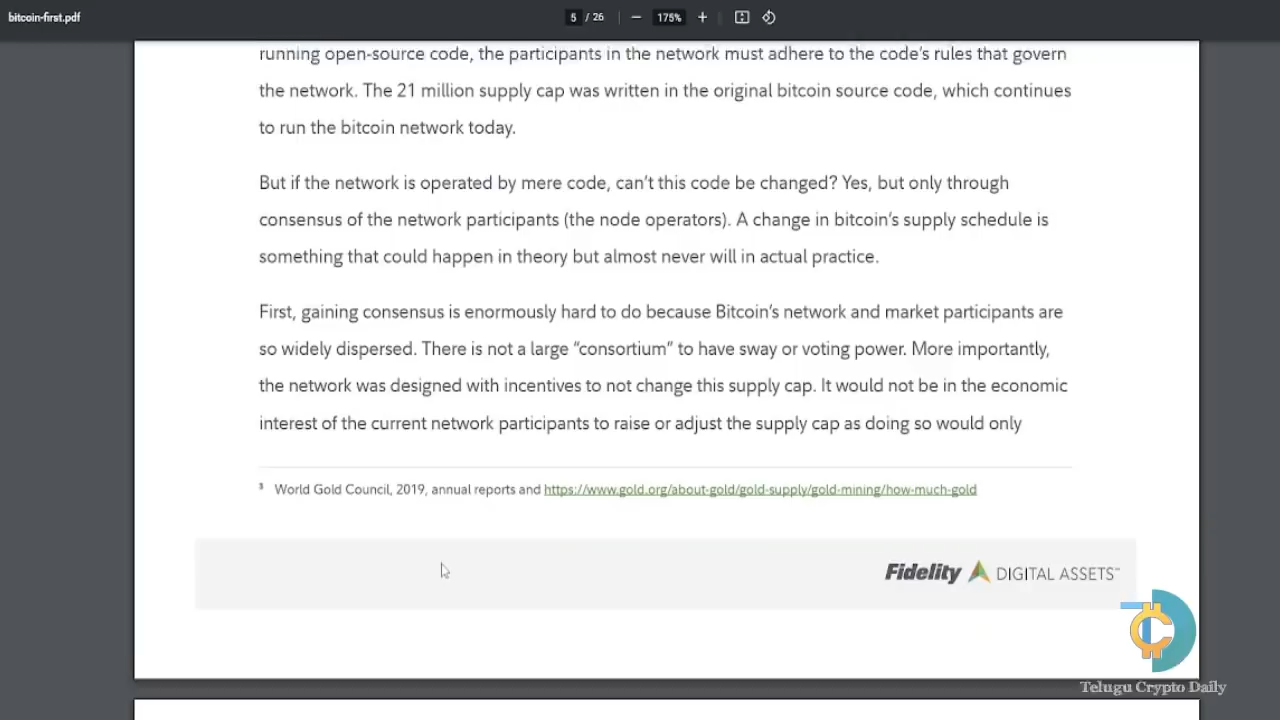 bitcoin-first.pdf
5 / 26 — 175% +
running open-source code, the participants in the network must adhere to the code's rules that govern
the network. The 21 million supply cap was written in the original bitcoin source code, which continues
to run the bitcoin network today.
But if the network is operated by mere code, can't this code be changed? Yes, but only through
consensus of the network participants (the node operators). A change in bitcoin's supply schedule is
something that could happen in theory but almost never will in actual practice.
First, gaining consensus is enormously hard to do because Bitcoin's network and market participants are
so widely dispersed. There is not a large “consortium” to have sway or voting power. More importantly,
the network was designed with incentives to not change this supply cap. It would not be in the economic
interest of the current network participants to raise or adjust the supply cap as doing so would only
³ World Gold Council, 2019, annual reports and https://www.gold.org/about-gold/gold-supply/gold-mining/how-much-gold
Fidelity DIGITAL ASSETS℠
Telugu Crypto Daily